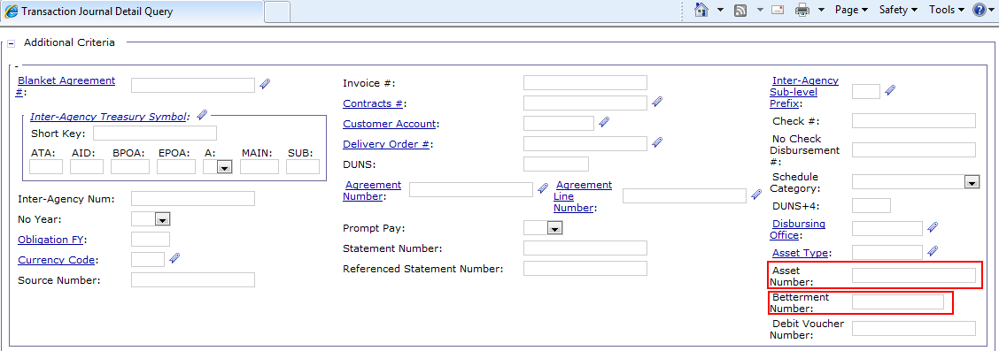 Transaction Journal Detail Query
Page
Safety
Tools
Additional Criteria
Blanket Agreement
#:
Inter-Agency Treasury Symbol:
Short Key:
ATA: AID: BPOA: EPOA: A: MAIN: SUB:
Inter-Agency Num:
No Year:
Obligation FY:
Currency Code:
Source Number:
Invoice #:
Contracts #:
Customer Account:
Delivery Order #:
DUNS:
Agreement
Number:
Agreement
Line
Number:
Prompt Pay:
Statement Number:
Referenced Statement Number:
Inter-Agency
Sub-level
Prefix:
Check #:
No Check
Disbursement
#:
Schedule
Category:
DUNS+4:
Disbursing
Office:
Asset Type:
Asset
Number:
Betterment
Number:
Debit Voucher
Number: